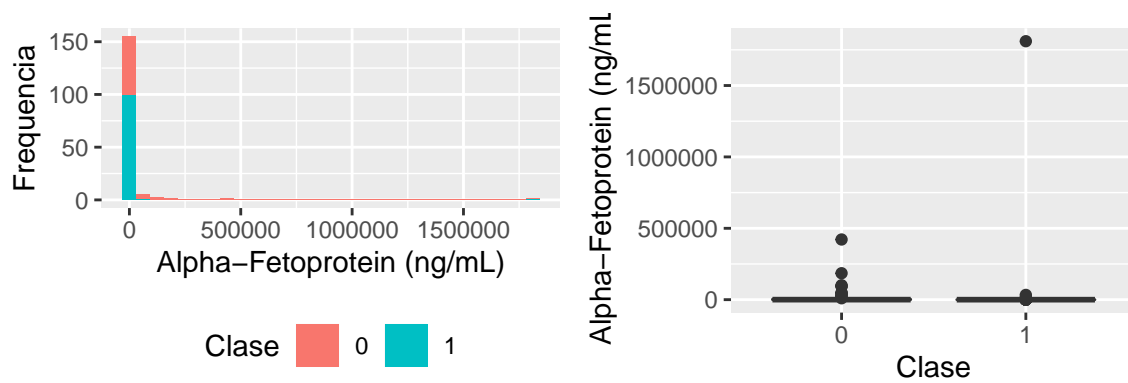 Frequencia
150
100
50
0
0 500000 1000000 1500000
Alpha−Fetoprotein (ng/mL)
Clase 0 1
Alpha−Fetoprotein (ng/mL
1500000
1000000
500000
0
0 1
Clase